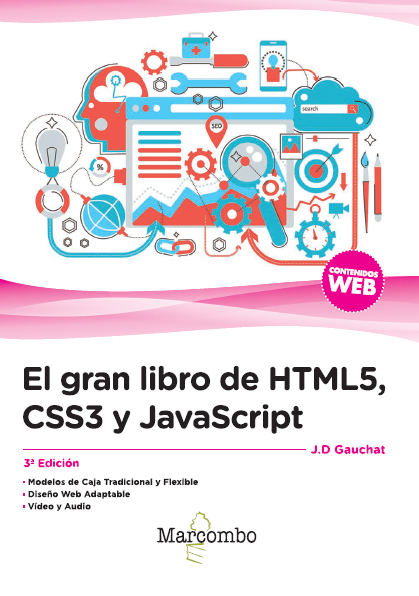 search
SEO
%
CONTENIDOS
WEB
El gran libro de HTML5,
CSS3 y JavaScript
J.D Gauchat
3ª Edición
• Modelos de Caja Tradicional y Flexible
• Diseño Web Adaptable
• Vídeo y Audio
Marcombo